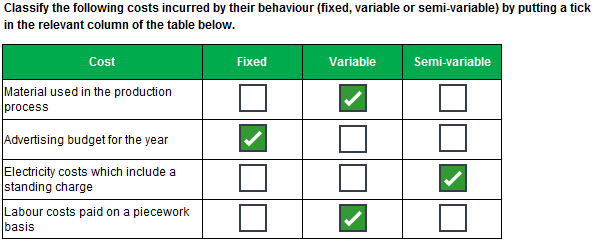 Classify the following costs incurred by their behaviour (fixed, variable or semi-variable) by putting a tick
in the relevant column of the table below.
Cost Fixed Variable Semi-variable
Material used in the production
process
Advertising budget for the year
Electricity costs which include a
standing charge
Labour costs paid on a piecework
basis